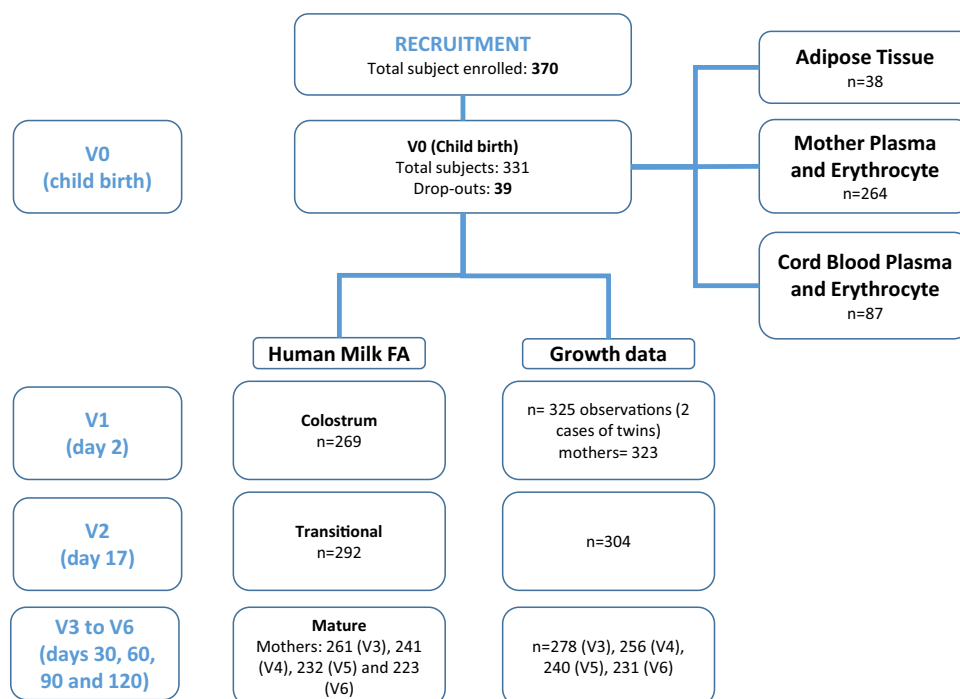 RECRUITMENT
Total subject enrolled: 370
Adipose Tissue
n=38
V0
(child birth)
V0 (Child birth)
Total subjects: 331
Drop-outs: 39
Mother Plasma
and Erythrocyte
n=264
Cord Blood Plasma
and Erythrocyte
n=87
Human Milk FA
Growth data
V1
(day 2)
Colostrum
n=269
n= 325 observations (2
cases of twins)
mothers= 323
V2
(day 17)
Transitional
n=292
n=304
V3 to V6
(days 30, 60,
90 and 120)
Mature
Mothers: 261 (V3), 241
(V4), 232 (V5) and 223
(V6)
n=278 (V3), 256 (V4),
240 (V5), 231 (V6)